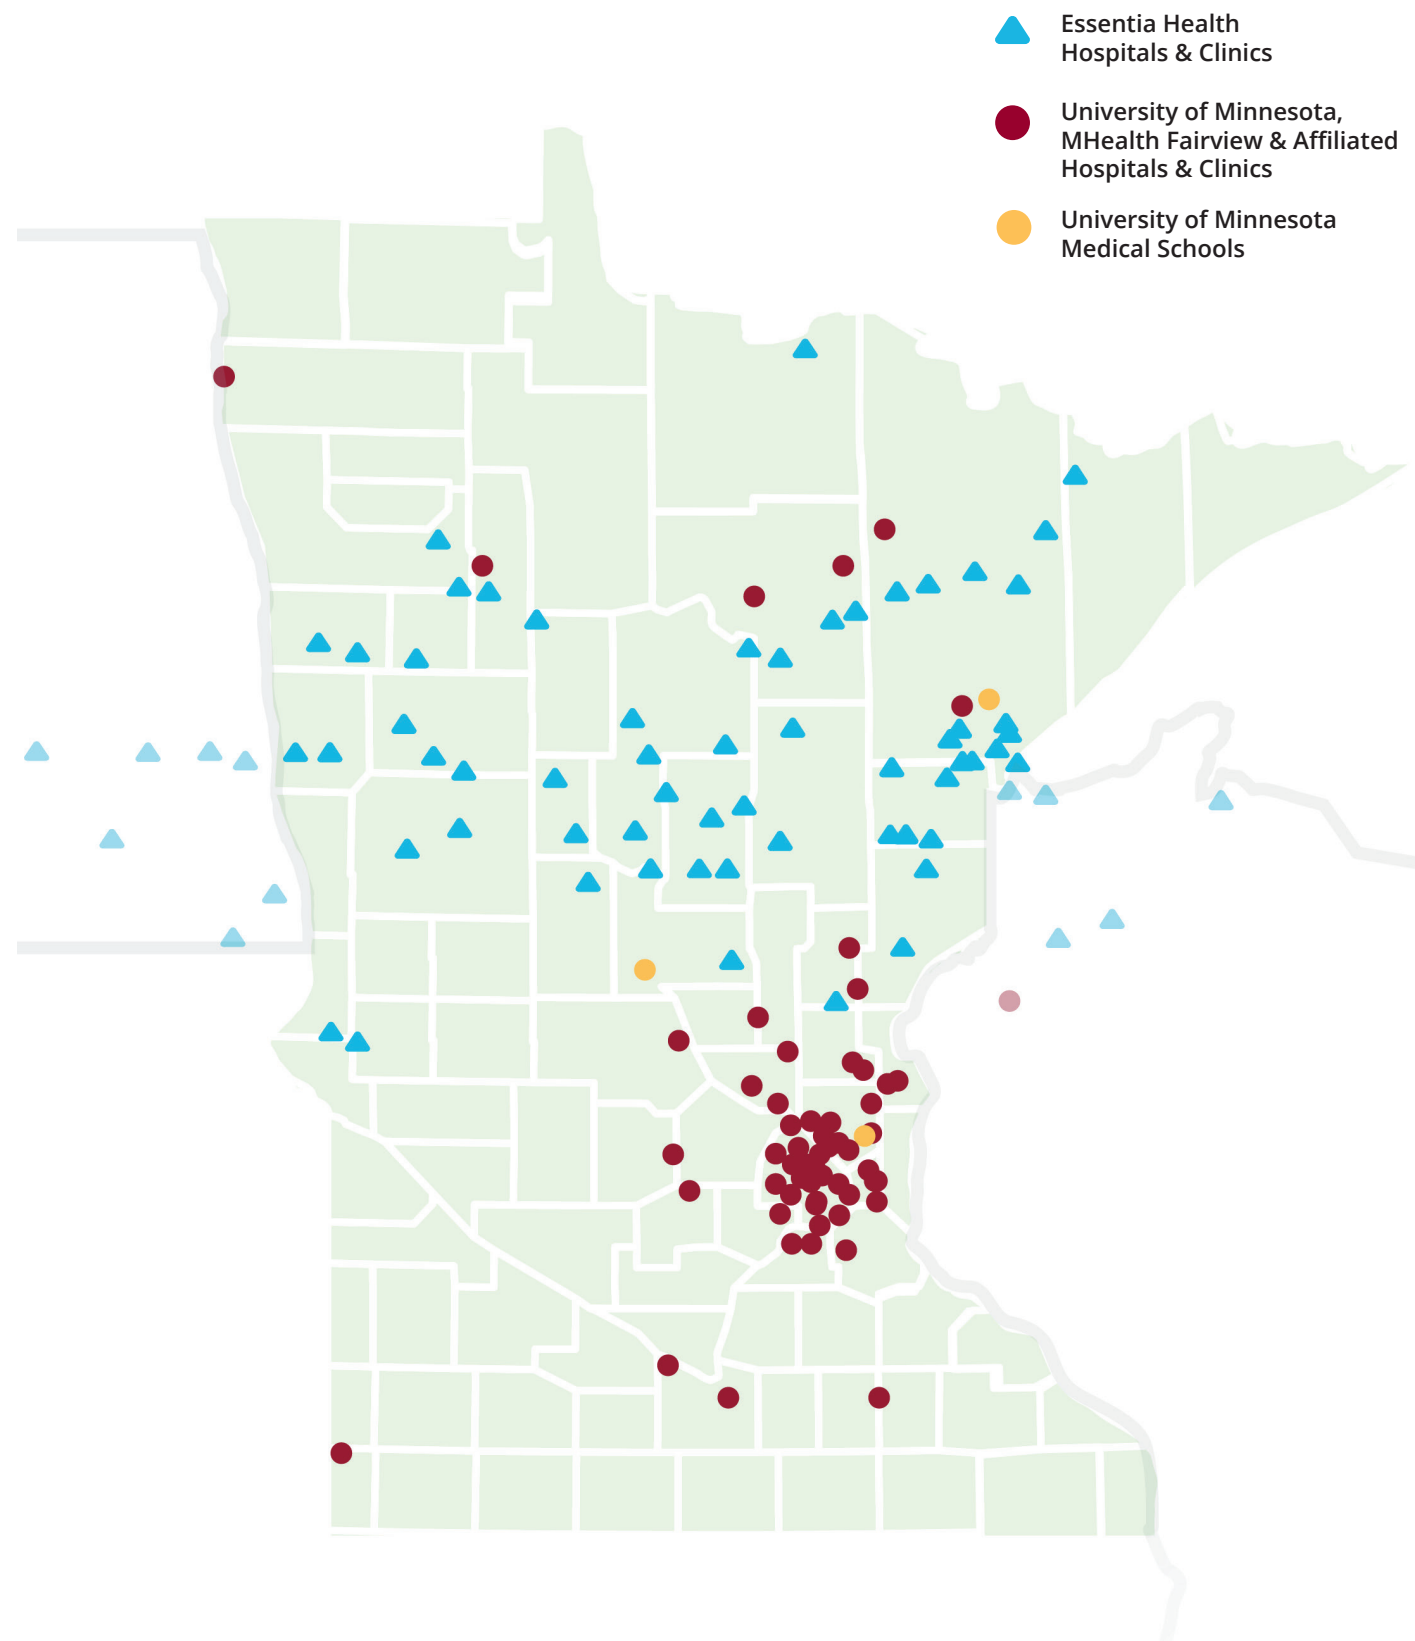 Essentia Health
Hospitals & Clinics
University of Minnesota,
MHealth Fairview & Affiliated
Hospitals & Clinics
University of Minnesota
Medical Schools